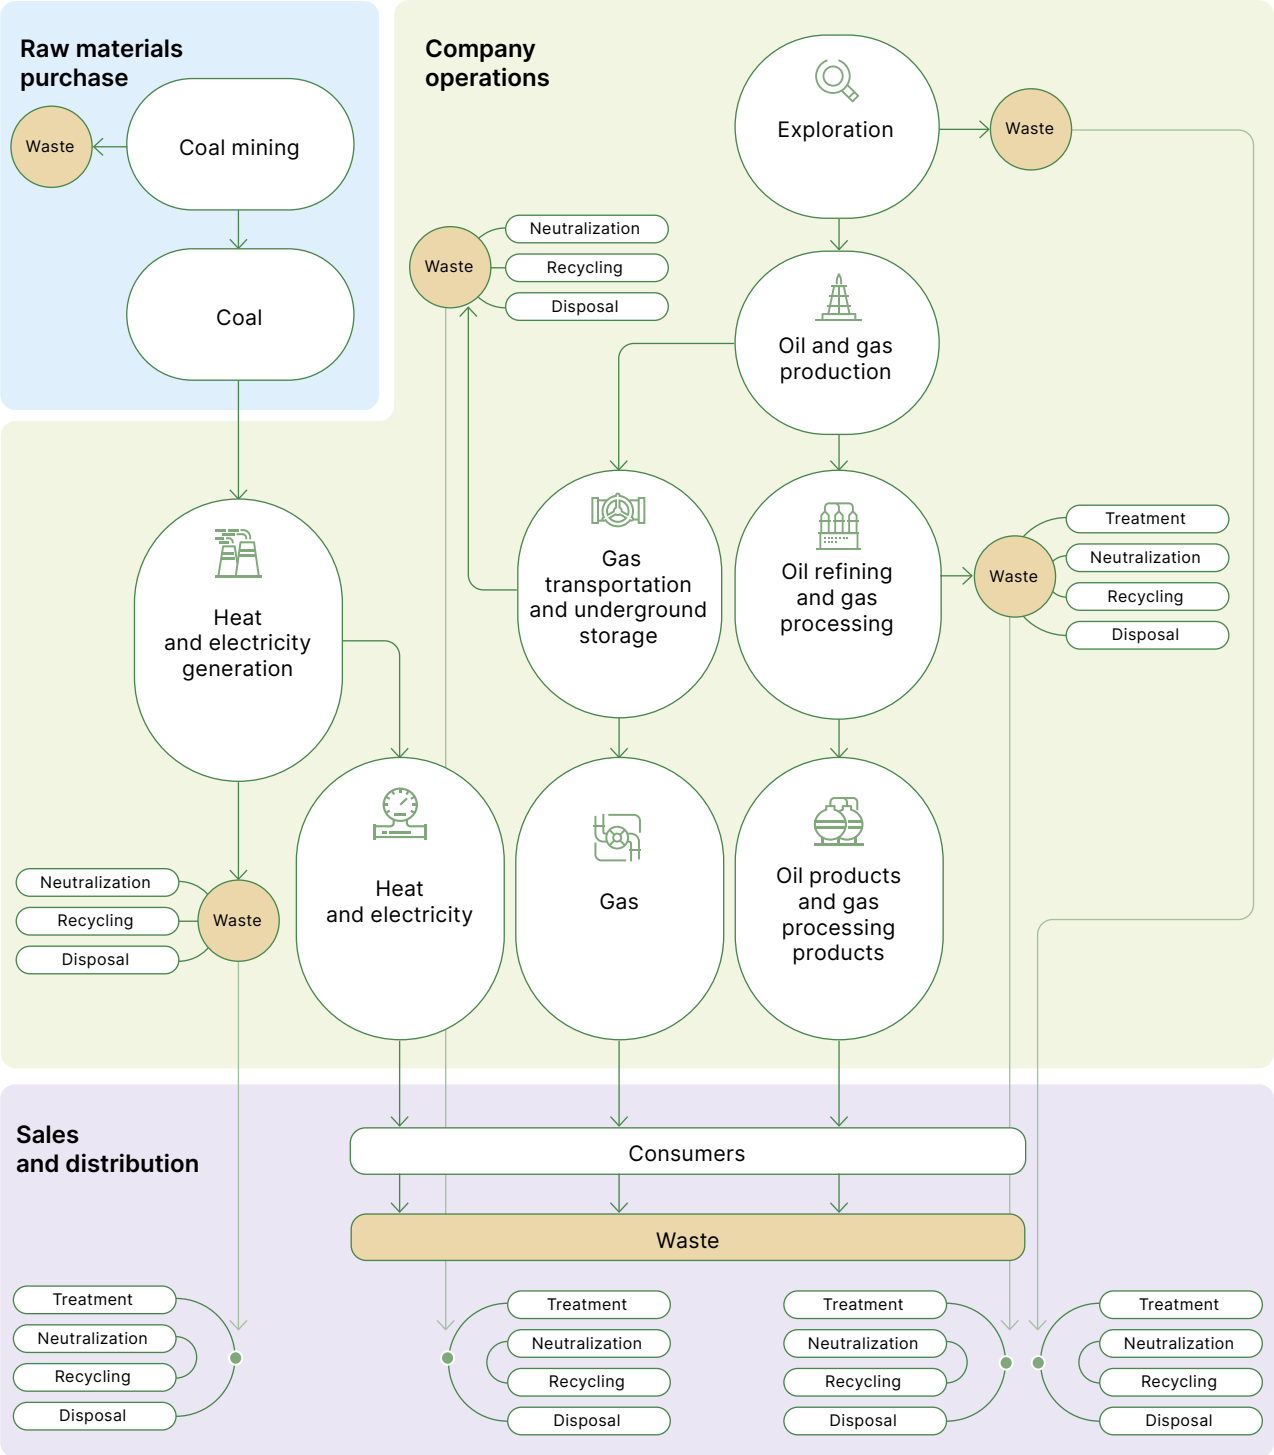 Raw materials
purchase
Waste
Coal mining
Coal
Company
operations
Exploration
Waste
Waste
Neutralization
Recycling
Disposal
Oil and gas
production
Gas
transportation
and underground
storage
Oil refining
and gas
processing
Waste
Treatment
Neutralization
Recycling
Disposal
Heat
and electricity
generation
Neutralization
Recycling
Disposal
Waste
Heat
and electricity
Gas
Oil products
and gas
processing
products
Sales
and distribution
Consumers
Waste
Treatment
Neutralization
Recycling
Disposal
Treatment
Neutralization
Recycling
Disposal
Treatment
Neutralization
Recycling
Disposal
Treatment
Neutralization
Recycling
Disposal